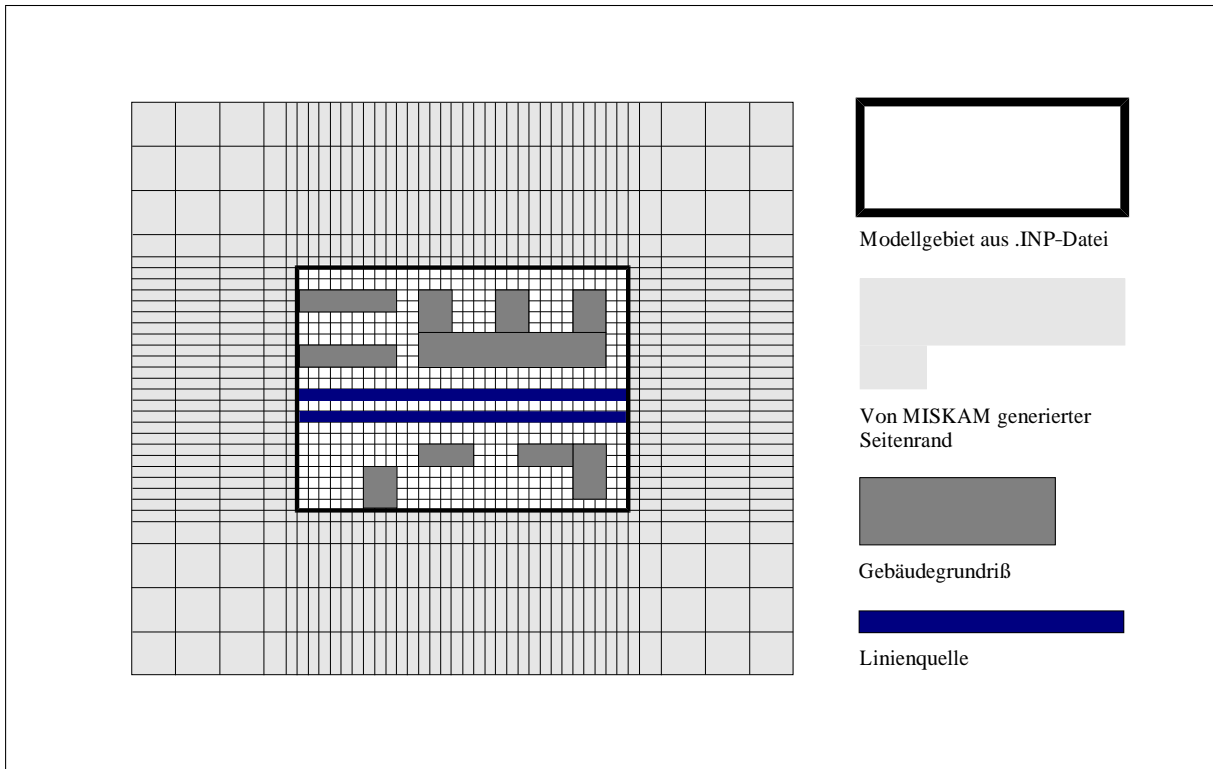 Modellgebiet aus .INP-Datei
Von MISKAM generierter
Seitenrand
Gebäudegrundriß
Linienquelle